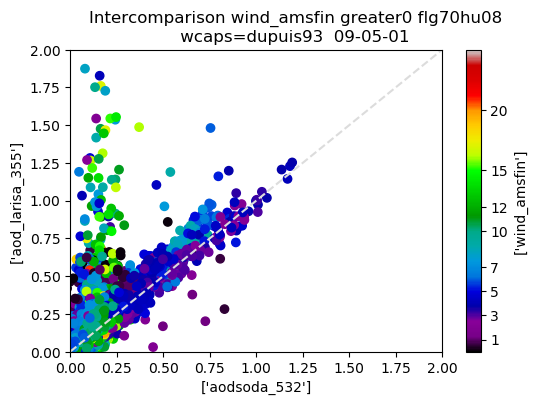 Intercomparison wind_amsfin greater0 flg70hu08
wcaps=dupuis93  09-05-01
2.00
1.75
1.50
1.25
1.00
0.75
0.50
0.25
0.00
['aod_larisa_355']
0.00 0.25 0.50 0.75 1.00 1.25 1.50 1.75 2.00
['aodsoda_532']
20
15
12
10
7
5
3
1
['wind_amsfin']